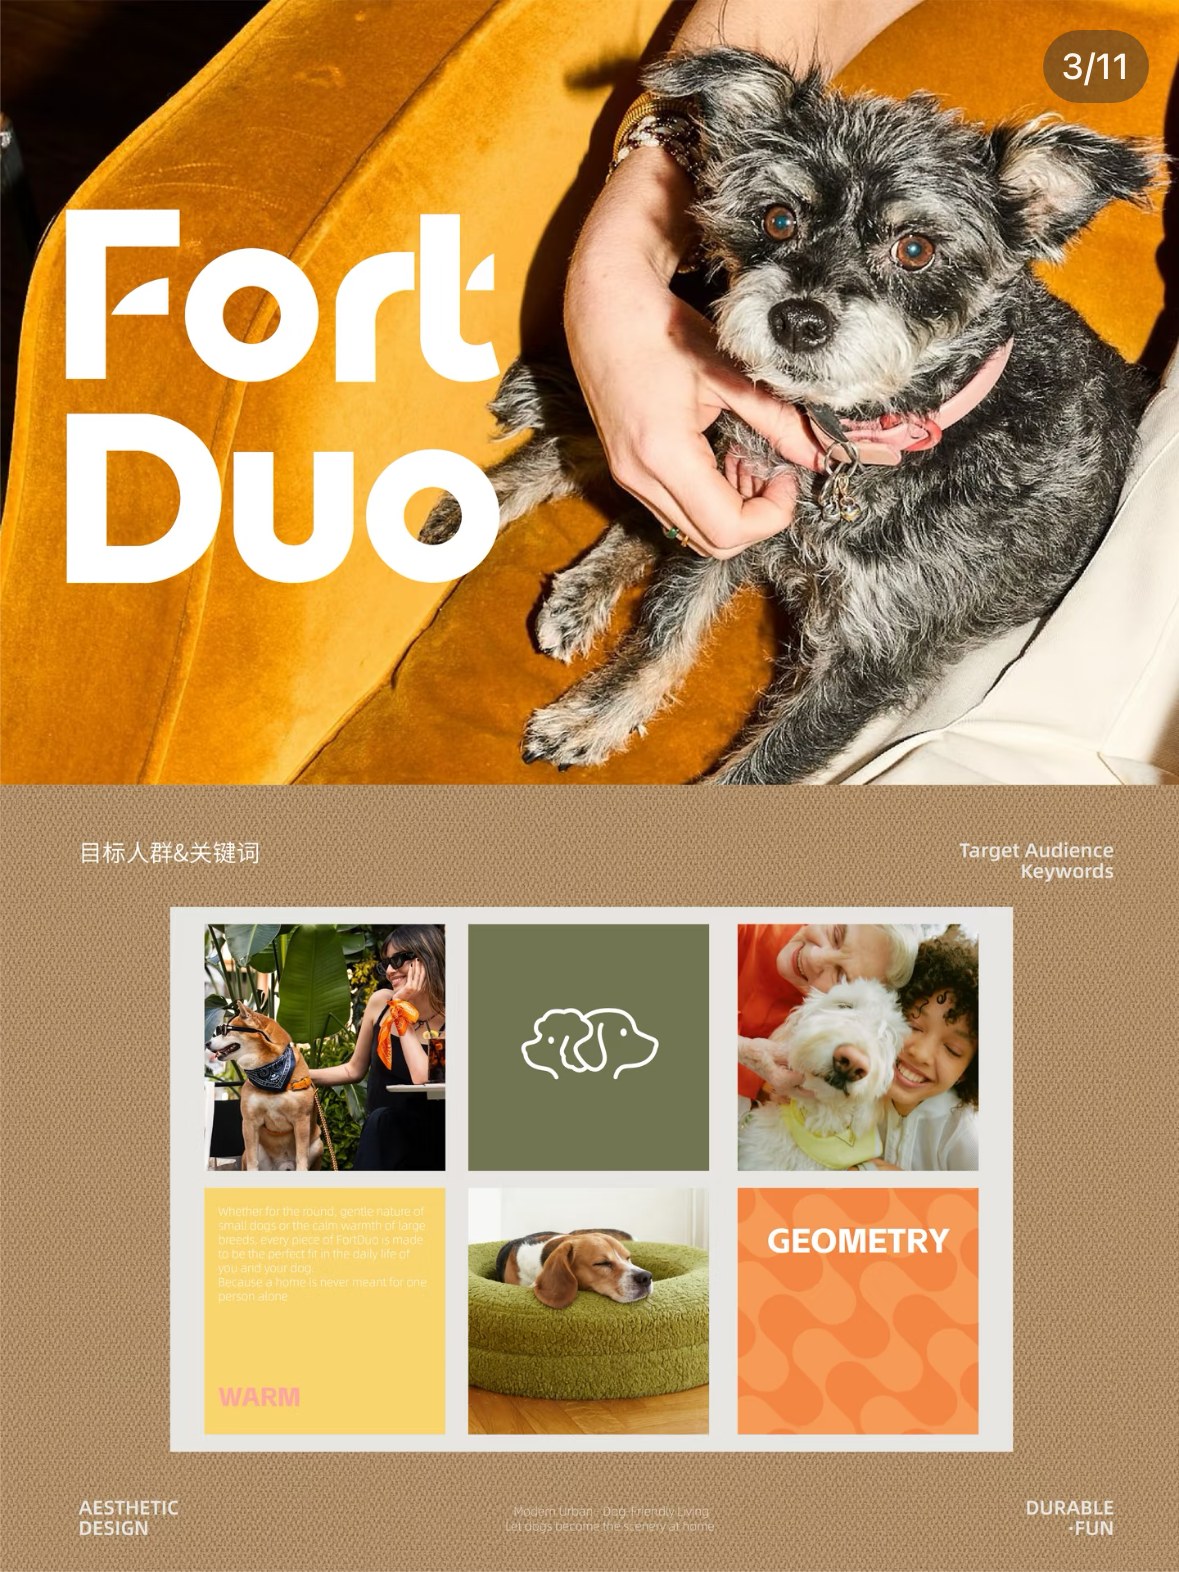 3/11
Fort
Duo
目标人群&关键词
Target Audience
Keywords
Whether for the round, gentle nature of
small dogs or the calm warmth of large
breeds, every piece of FortDuo is made
to be the perfect fit in the daily life of
you and your dog.
Because a home is never meant for one
person alone
WARM
GEOMETRY
AESTHETIC
DESIGN
Modern Urban · Dog-Friendly Living
Let dogs become the scenery at home
DURABLE
·FUN